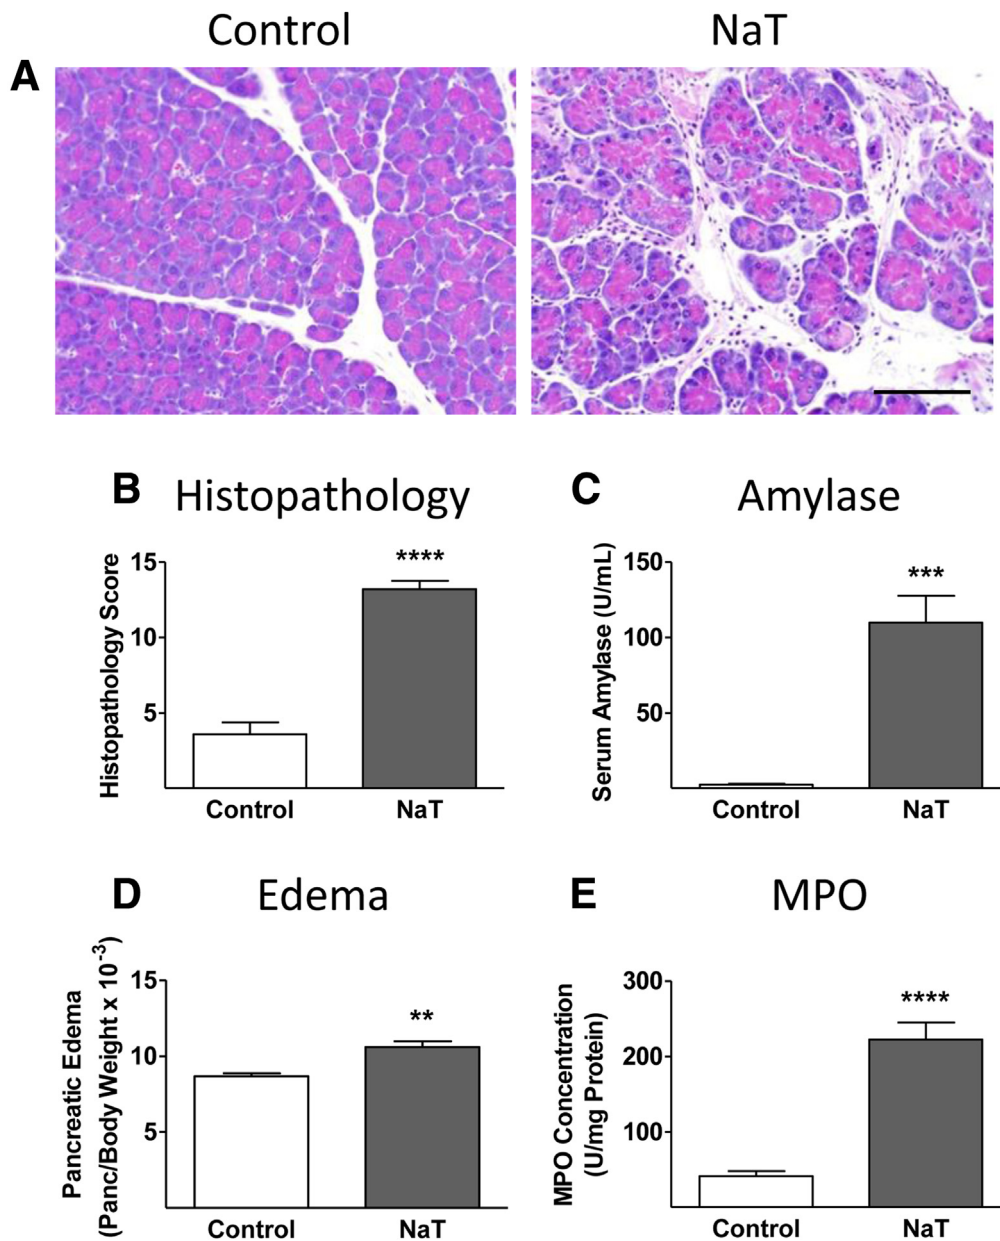 Control
NaT
A
B
Histopathology
Histopathology Score
15
10
5
****
Control
NaT
C
Amylase
Serum Amylase (U/mL)
150
100
50
***
Control
NaT
D
Edema
Pancreatic Edema
(Panc/Body Weight x 10⁻³)
15
10
5
**
Control
NaT
E
MPO
MPO Concentration
(U/mg Protein)
300
200
100
****
Control
NaT